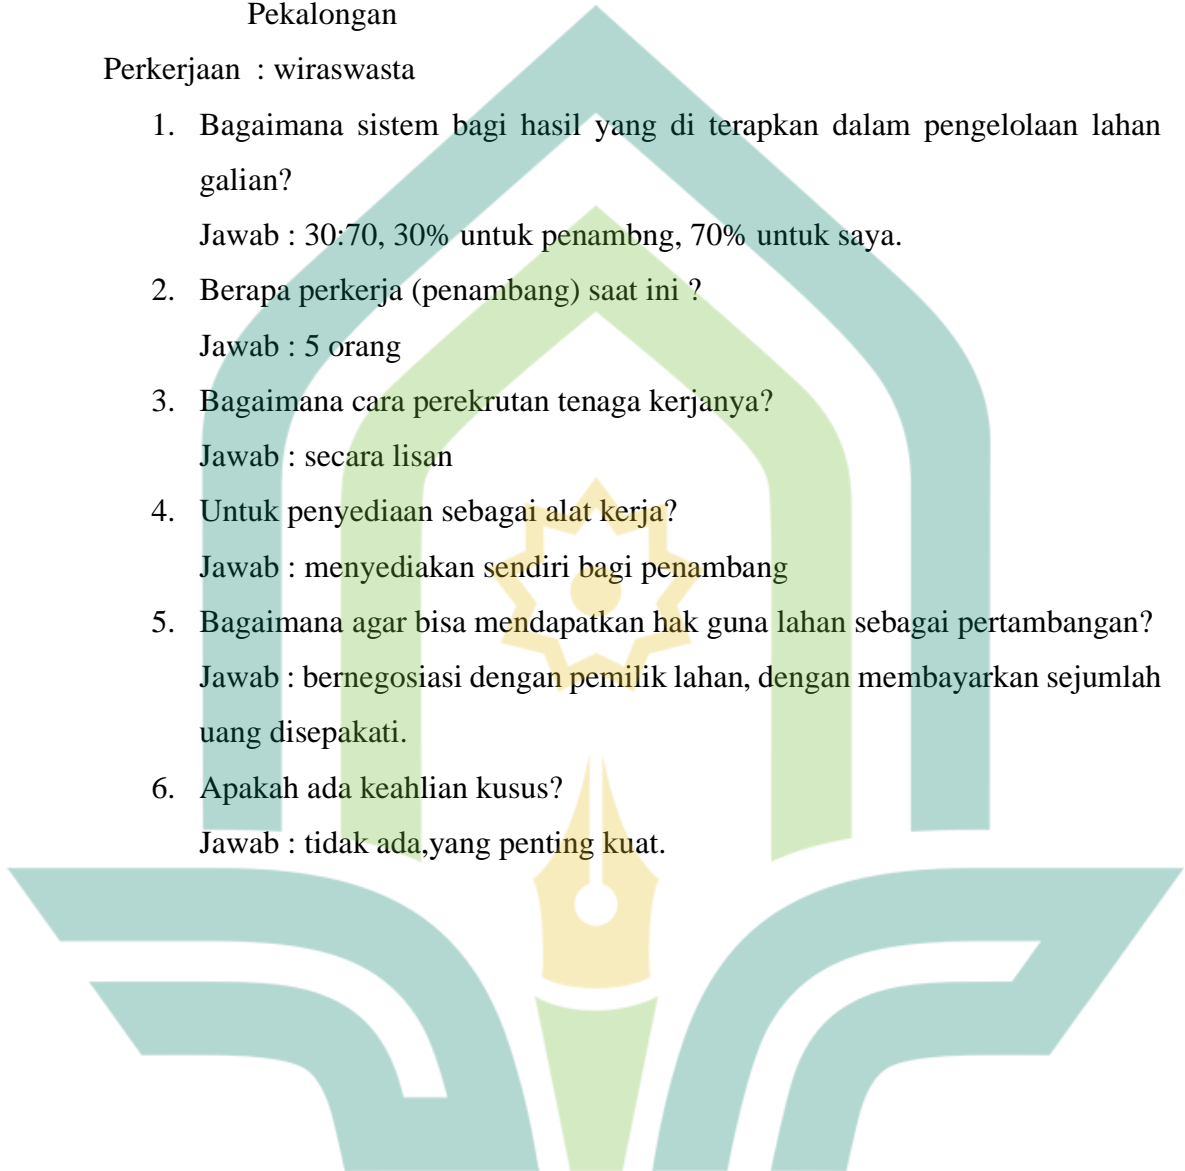 Pekalongan
Perkerjaan : wiraswasta
1. Bagaimana sistem bagi hasil yang di terapkan dalam pengelolaan lahan
galian?
Jawab : 30:70, 30% untuk penambng, 70% untuk saya.
2. Berapa perkerja (penambang) saat ini ?
Jawab : 5 orang
3. Bagaimana cara perekrutan tenaga kerjanya?
Jawab : secara lisan
4. Untuk penyediaan sebagai alat kerja?
Jawab : menyediakan sendiri bagi penambang
5. Bagaimana agar bisa mendapatkan hak guna lahan sebagai pertambangan?
Jawab : bernegosiasi dengan pemilik lahan, dengan membayarkan sejumlah
uang disepakati.
6. Apakah ada keahlian kusus?
Jawab : tidak ada,yang penting kuat.